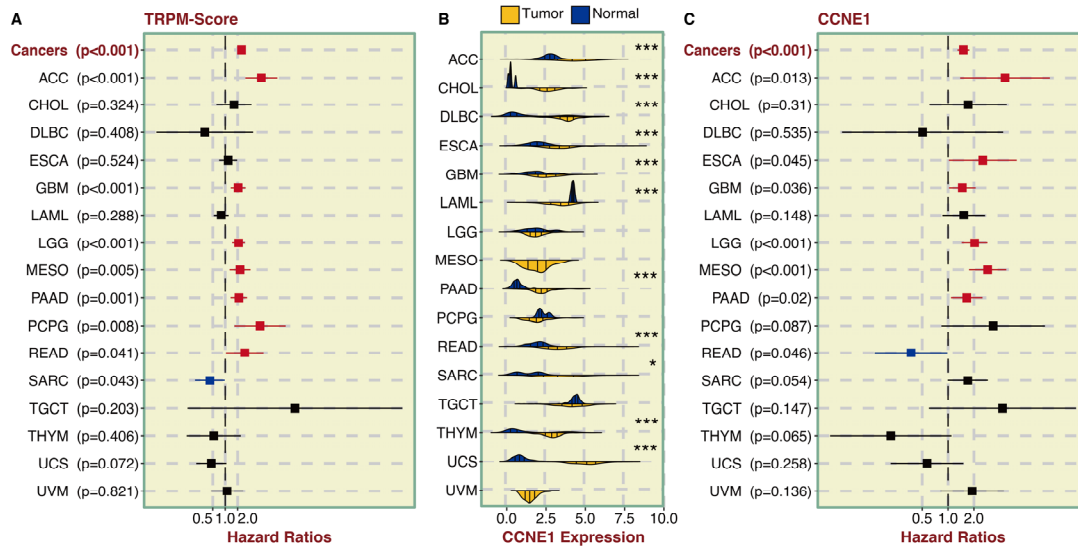 A
TRPM-Score
Cancers (p<0.001)
ACC (p<0.001)
CHOL (p=0.324)
DLBC (p=0.408)
ESCA (p=0.524)
GBM (p<0.001)
LAML (p=0.288)
LGG (p<0.001)
MESO (p=0.005)
PAAD (p=0.001)
PCPG (p=0.008)
READ (p=0.041)
SARC (p=0.043)
TGCT (p=0.203)
THYM (p=0.406)
UCS (p=0.072)
UVM (p=0.821)
0.5 1.0 2.0
Hazard Ratios
B
Tumor Normal
ACC ***
CHOL ***
DLBC ***
ESCA ***
GBM ***
LAML ***
LGG
MESO
PAAD ***
PCPG
READ ***
SARC *
TGCT
THYM ***
UCS ***
UVM
0.0 2.5 5.0 7.5 10.0
CCNE1 Expression
C
CCNE1
Cancers (p<0.001)
ACC (p=0.013)
CHOL (p=0.31)
DLBC (p=0.535)
ESCA (p=0.045)
GBM (p=0.036)
LAML (p=0.148)
LGG (p<0.001)
MESO (p<0.001)
PAAD (p=0.02)
PCPG (p=0.087)
READ (p=0.046)
SARC (p=0.054)
TGCT (p=0.147)
THYM (p=0.065)
UCS (p=0.258)
UVM (p=0.136)
0.5 1.0 2.0
Hazard Ratios